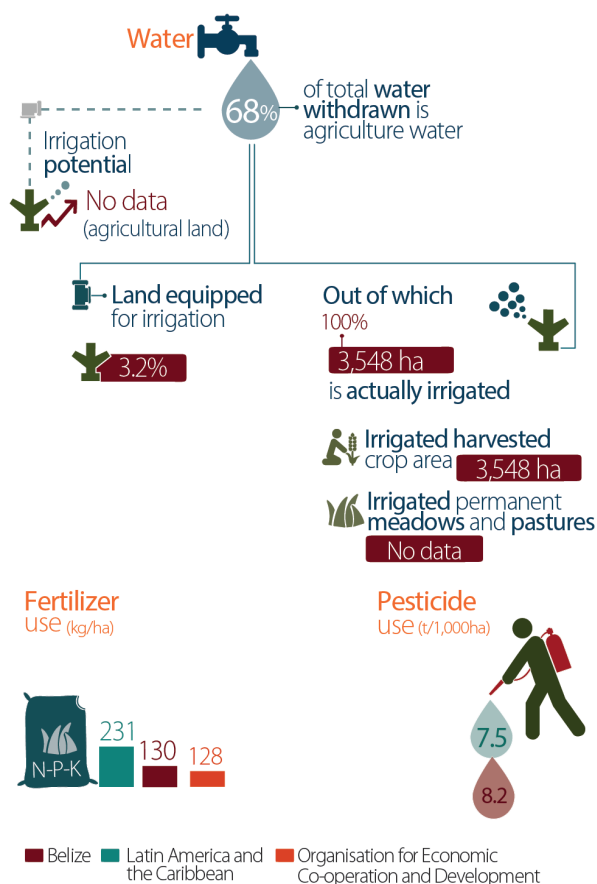 Water
68%
of total water
withdrawn is
agriculture water
Irrigation
potential
No data
(agricultural land)
Land equipped
for irrigation
3.2%
Out of which
100%
3,548 ha
is actually irrigated
Irrigated harvested
crop area 3,548 ha
Irrigated permanent
meadows and pastures
No data
Fertilizer
use (kg/ha)
N-P-K
231
130
128
Pesticide
use (t/1,000ha)
7.5
8.2
Belize
Latin America and
the Caribbean
Organisation for Economic
Co-operation and Development